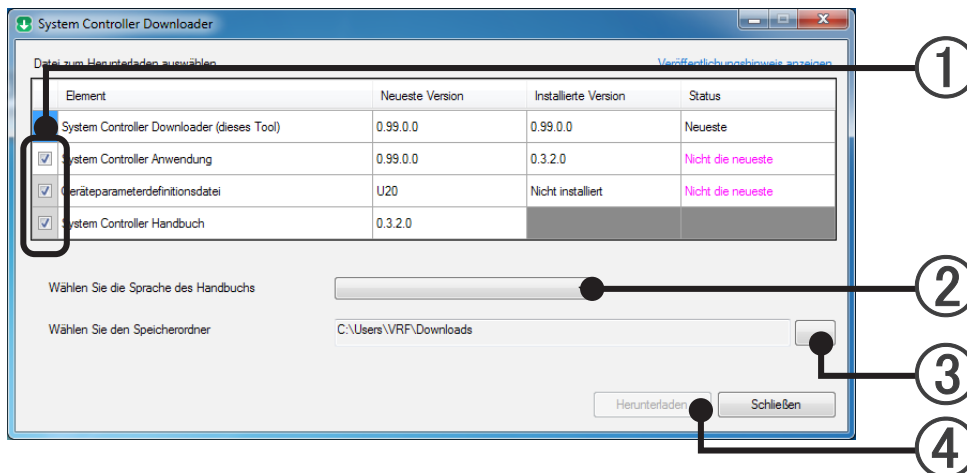 System Controller Downloader
Datei zum Herunterladen auswählen
Veröffentlichungshinweis anzeigen
Element Neueste Version Installierte Version Status
System Controller Downloader (dieses Tool) 0.99.0.0 0.99.0.0 Neueste
System Controller Anwendung 0.99.0.0 0.3.2.0 Nicht die neueste
Geräteparameterdefinitionsdatei U20 Nicht installiert Nicht die neueste
System Controller Handbuch 0.3.2.0
Wählen Sie die Sprache des Handbuchs
Wählen Sie den Speicherordner C:\Users\VRF\Downloads
Herunterladen Schließen
1
2
3
4